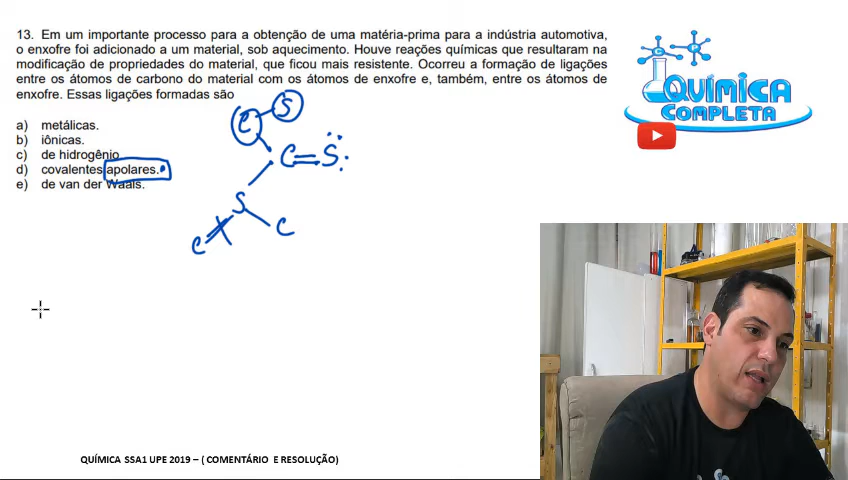 13. Em um importante processo para a obtenção de uma matéria-prima para a indústria automotiva,
o enxofre foi adicionado a um material, sob aquecimento. Houve reações químicas que resultaram na
modificação de propriedades do material, que ficou mais resistente. Ocorreu a formação de ligações
entre os átomos de carbono do material com os átomos de enxofre e, também, entre os átomos de
enxofre. Essas ligações formadas são
a) metálicas.
b) iônicas.
c) de hidrogênio
d) covalentes apolares.
e) de van der Waals.
C S
C = S
S
C C
C P
QUÍMICA
COMPLETA
QUÍMICA SSA1 UPE 2019 – ( COMENTÁRIO E RESOLUÇÃO)